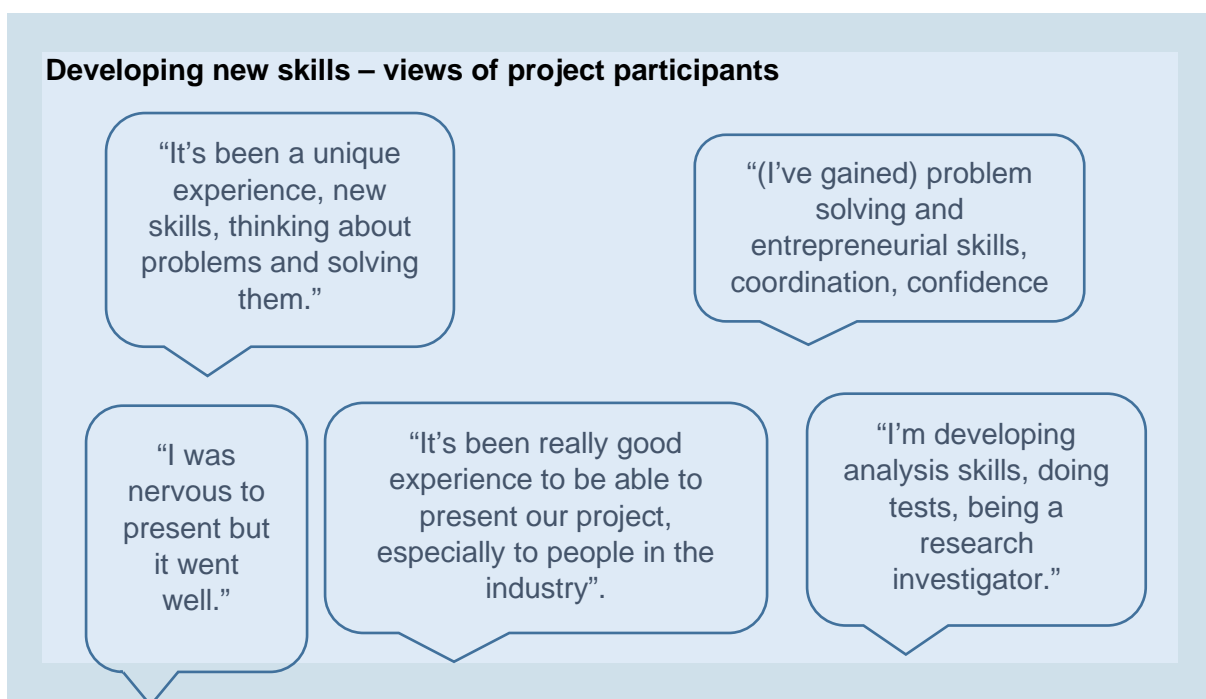 Developing new skills – views of project participants
“It’s been a unique
experience, new
skills, thinking about
problems and solving
them.”
“(I’ve gained) problem
solving and
entrepreneurial skills,
coordination, confidence
“I was
nervous to
present but
it went
well.”
“It’s been really good
experience to be able to
present our project,
especially to people in the
industry”.
“I’m developing
analysis skills, doing
tests, being a
research
investigator.”